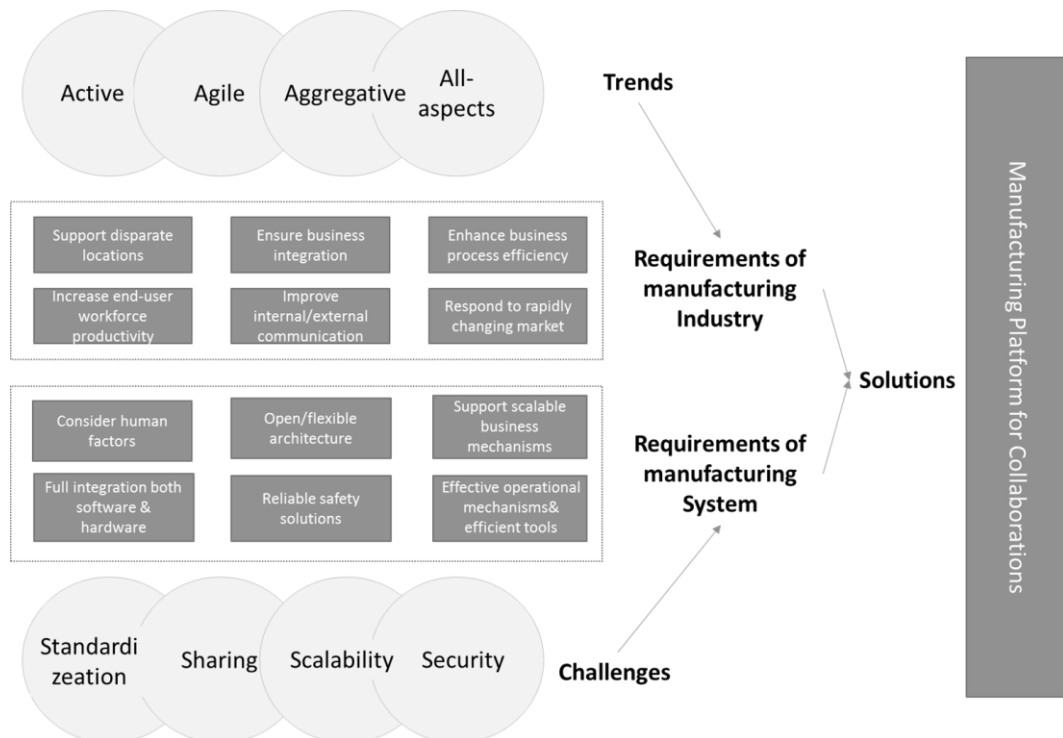 Active
Agile
Aggregative
All-
aspects
Trends
Support disparate
locations
Ensure business
integration
Enhance business
process efficiency
Increase end-user
workforce
productivity
Improve
internal/external
communication
Respond to rapidly
changing market
Requirements of
manufacturing
Industry
Consider human
factors
Open/flexible
architecture
Support scalable
business
mechanisms
Full integration both
software &
hardware
Reliable safety
solutions
Effective operational
mechanisms&
efficient tools
Requirements of
manufacturing
System
Solutions
Standardi
zeation
Sharing
Scalability
Security
Challenges
Manufacturing Platform for Collaborations